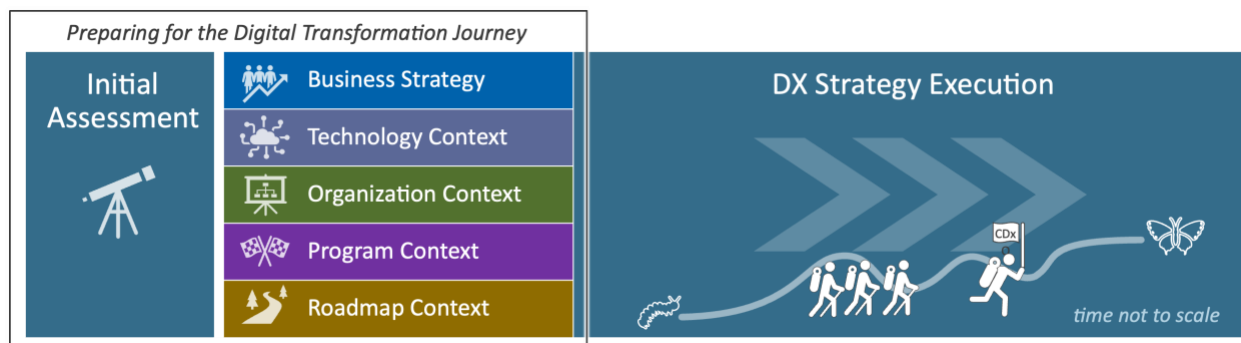 Preparing for the Digital Transformation Journey
Initial
Assessment
Business Strategy
Technology Context
Organization Context
Program Context
Roadmap Context
DX Strategy Execution
CDx
time not to scale